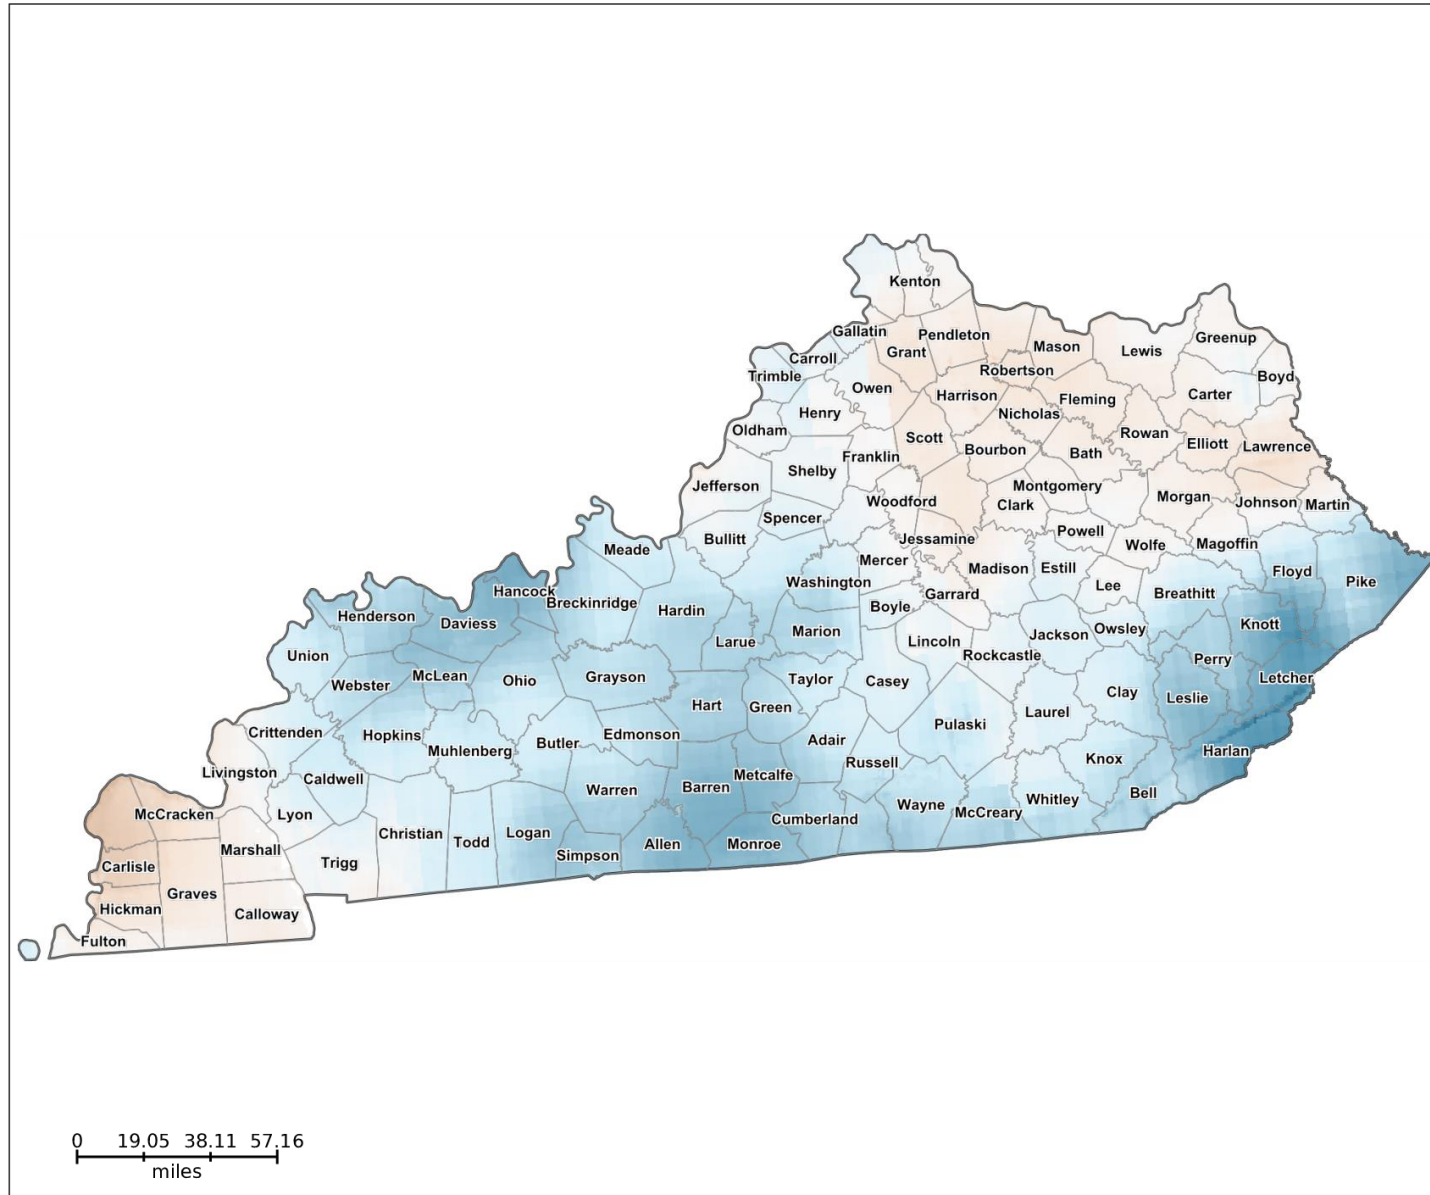 Kenton
Gallatin
Pendleton
Greenup
Grant
Mason
Lewis
Carroll
Robertson
Trimble
Boyd
Owen
Carter
Harrison
Fleming
Henry
Nicholas
Oldham
Rowan
Scott
Elliott
Lawrence
Bourbon
Bath
Franklin
Shelby
Jefferson
Montgomery
Morgan
Woodford
Clark
Johnson
Martin
Spencer
Powell
Bullitt
Jessamine
Wolfe
Magoffin
Meade
Mercer
Madison
Estill
Floyd
Washington
Pike
Lee
Hancock
Breckinridge
Garrard
Breathitt
Boyle
Hardin
Henderson
Daviess
Knott
Marion
Owsley
Jackson
Larue
Lincoln
Union
Rockcastle
Perry
McLean
Grayson
Letcher
Ohio
Taylor
Casey
Webster
Clay
Leslie
Hart
Green
Laurel
Pulaski
Crittenden
Hopkins
Edmonson
Adair
Butler
Muhlenberg
Harlan
Knox
Russell
Livingston
Metcalfe
Caldwell
Barren
Warren
Bell
Whitley
Wayne
McCreary
McCracken
Lyon
Cumberland
Christian
Logan
Todd
Allen
Monroe
Marshall
Simpson
Trigg
Carlisle
Graves
Hickman
Calloway
Fulton
0 19.05 38.11 57.16
miles